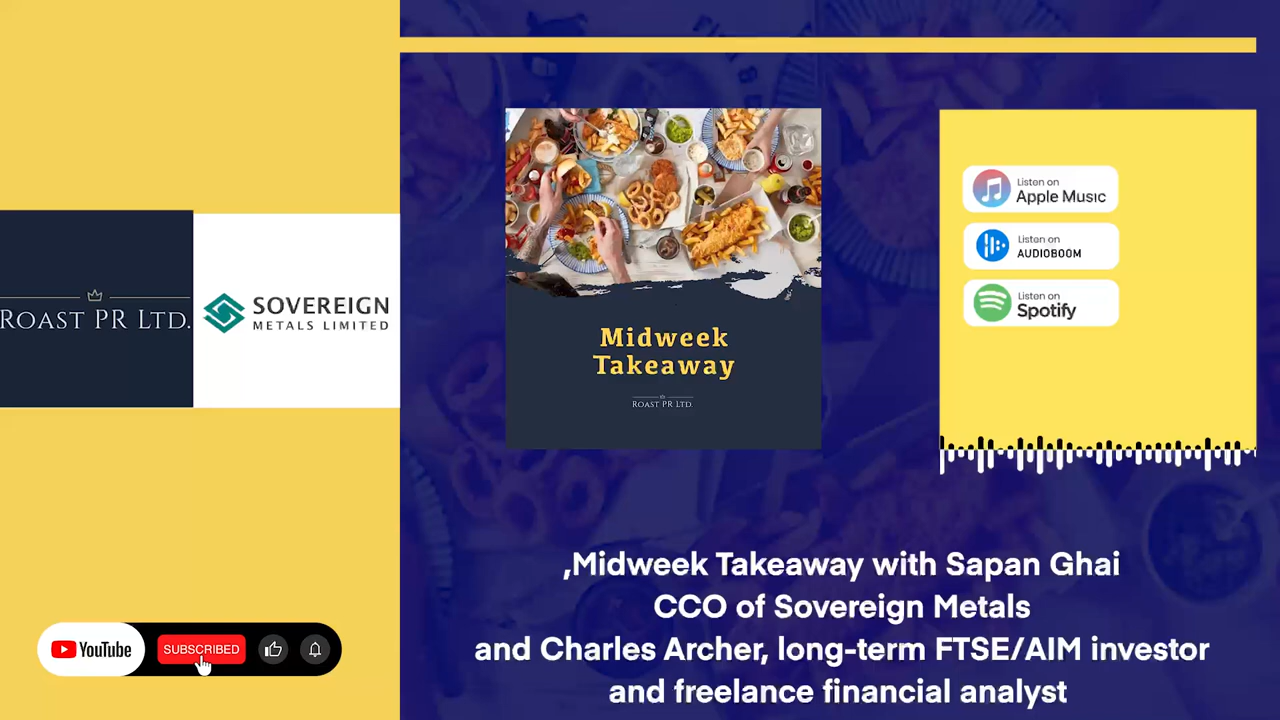 ROAST PR LTD.
SOVEREIGN
METALS LIMITED
Midweek
Takeaway
ROAST PR LTD.
Listen on
Apple Music
Listen on
AUDIOBOOM
Listen on
Spotify
,Midweek Takeaway with Sapan Ghai
CCO of Sovereign Metals
and Charles Archer, long-term FTSE/AIM investor
and freelance financial analyst
YouTube
SUBSCRIBED